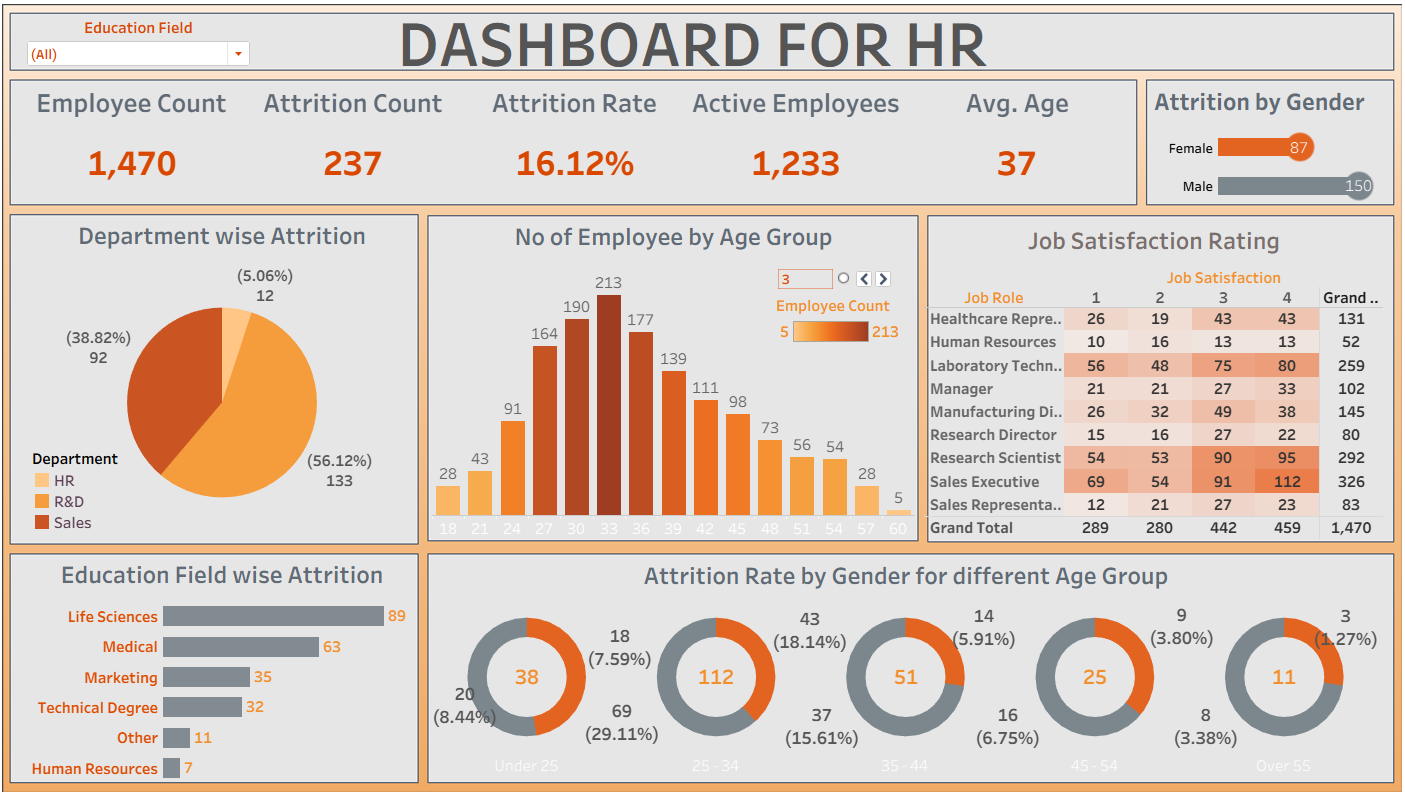 Education Field
(All)
DASHBOARD FOR HR
Employee Count
Attrition Count
Attrition Rate
Active Employees
Avg. Age
1,470
237
16.12%
1,233
37
Attrition by Gender
Female 87
Male 150
Department wise Attrition
(5.06%)
12
(38.82%)
92
(56.12%)
133
Department
HR
R&D
Sales
No of Employee by Age Group
3
Employee Count
5 213
28 43 91 164 190 213 177 139 111 98 73 56 54 28 5
18 21 24 27 30 33 36 39 42 45 48 51 54 57 60
Job Satisfaction Rating
Job Satisfaction
Job Role 1 2 3 4 Grand ..
Healthcare Repre.. 26 19 43 43 131
Human Resources 10 16 13 13 52
Laboratory Techn.. 56 48 75 80 259
Manager 21 21 27 33 102
Manufacturing Di.. 26 32 49 38 145
Research Director 15 16 27 22 80
Research Scientist 54 53 90 95 292
Sales Executive 69 54 91 112 326
Sales Representa.. 12 21 27 23 83
Grand Total 289 280 442 459 1,470
Education Field wise Attrition
Life Sciences 89
Medical 63
Marketing 35
Technical Degree 32
Other 11
Human Resources 7
Attrition Rate by Gender for different Age Group
38
18
(7.59%)
20
(8.44%)
Under 25
112
43
(18.14%)
69
(29.11%)
25 - 34
51
14
(5.91%)
37
(15.61%)
35 - 44
25
9
(3.80%)
16
(6.75%)
45 - 54
11
3
(1.27%)
8
(3.38%)
Over 55